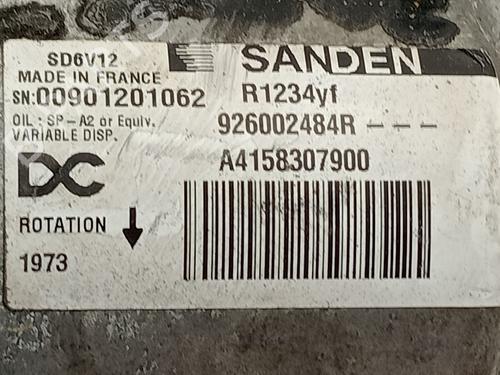 SD6V12
SANDEN
MADE IN FRANCE
SN:00901201062
R1234yf
OIL : SP-A2 or Equiv.
VARIABLE DISP.
926002484R - - -
A4158307900
DC
ROTATION
1973